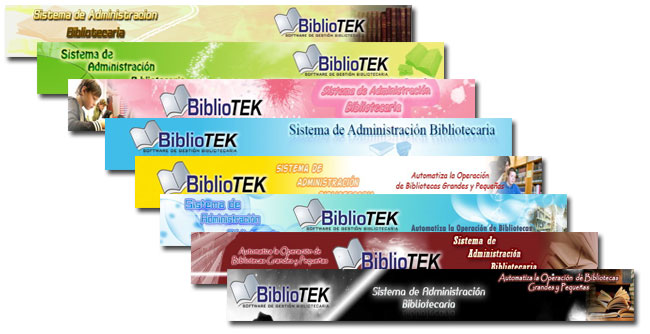 Sistema de Administracion
Bibliotecaria
BiblioTEK
SOFTWARE DE GESTIÓN BIBLIOTECARIA
Sistema de
Administración
Bibliotecaria
BiblioTEK
SOFTWARE DE GESTIÓN BIBLIOTECARIA
BiblioTEK
Sistema de Administración
Bibliotecaria
BiblioTEK
SOFTWARE DE GESTIÓN BIBLIOTECARIA
Sistema de Administración Bibliotecaria
BiblioTEK
SISTEMA DE
ADMINISTRACIÓN
BIBLIOTECARIA
Automatiza la Operación
de Bibliotecas Grandes y Pequeñas
Sistema de
Administración
BiblioTEK
SOFTWARE DE GESTIÓN BIBLIOTECARIA
Automatiza la Operación de Bibliotecas
Automatiza la Operación de
Bibliotecas Grandes y Pequeñas
BiblioTEK
Sistema de
Administración
Bibliotecaria
BiblioTEK
SOFTWARE DE GESTIÓN BIBLIOTECARIA
Sistema de Administración
Bibliotecaria
Automatiza la Operación de Bibliotecas
Grandes y Pequeñas